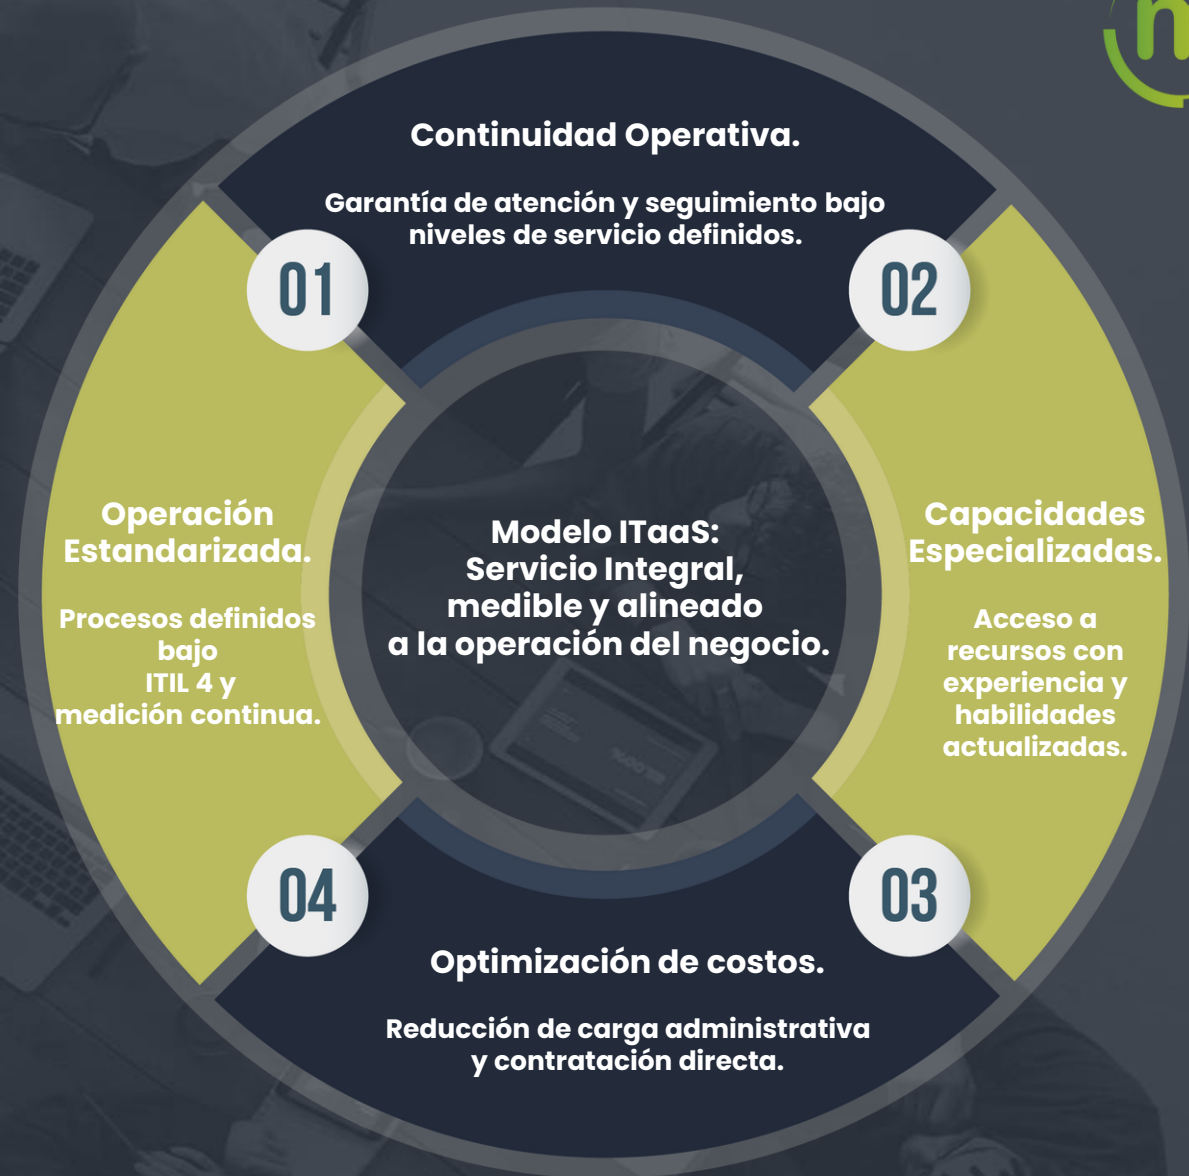 Continuidad Operativa.
Garantía de atención y seguimiento bajo
niveles de servicio definidos.
01
02
Operación
Estandarizada.
Procesos definidos
bajo
ITIL 4 y
medición continua.
Modelo ITaaS:
Servicio Integral,
medible y alineado
a la operación del negocio.
Capacidades
Especializadas.
Acceso a
recursos con
experiencia y
habilidades
actualizadas.
04
03
Optimización de costos.
Reducción de carga administrativa
y contratación directa.